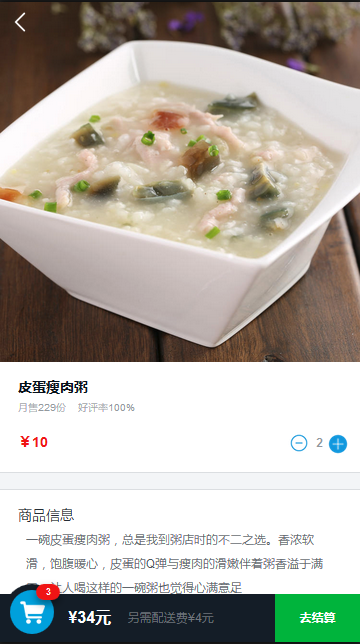 皮蛋瘦肉粥
月售229份 好评率100%
￥10 2
商品信息
一碗皮蛋瘦肉粥，总是我到粥店时的不二之选。香浓软
滑，饱腹暖心，皮蛋的Q弹与瘦肉的滑嫩伴着粥香溢于满
让人喝这样的一碗粥也觉得心满意足
3
¥34元 另需配送费¥4元 去结算